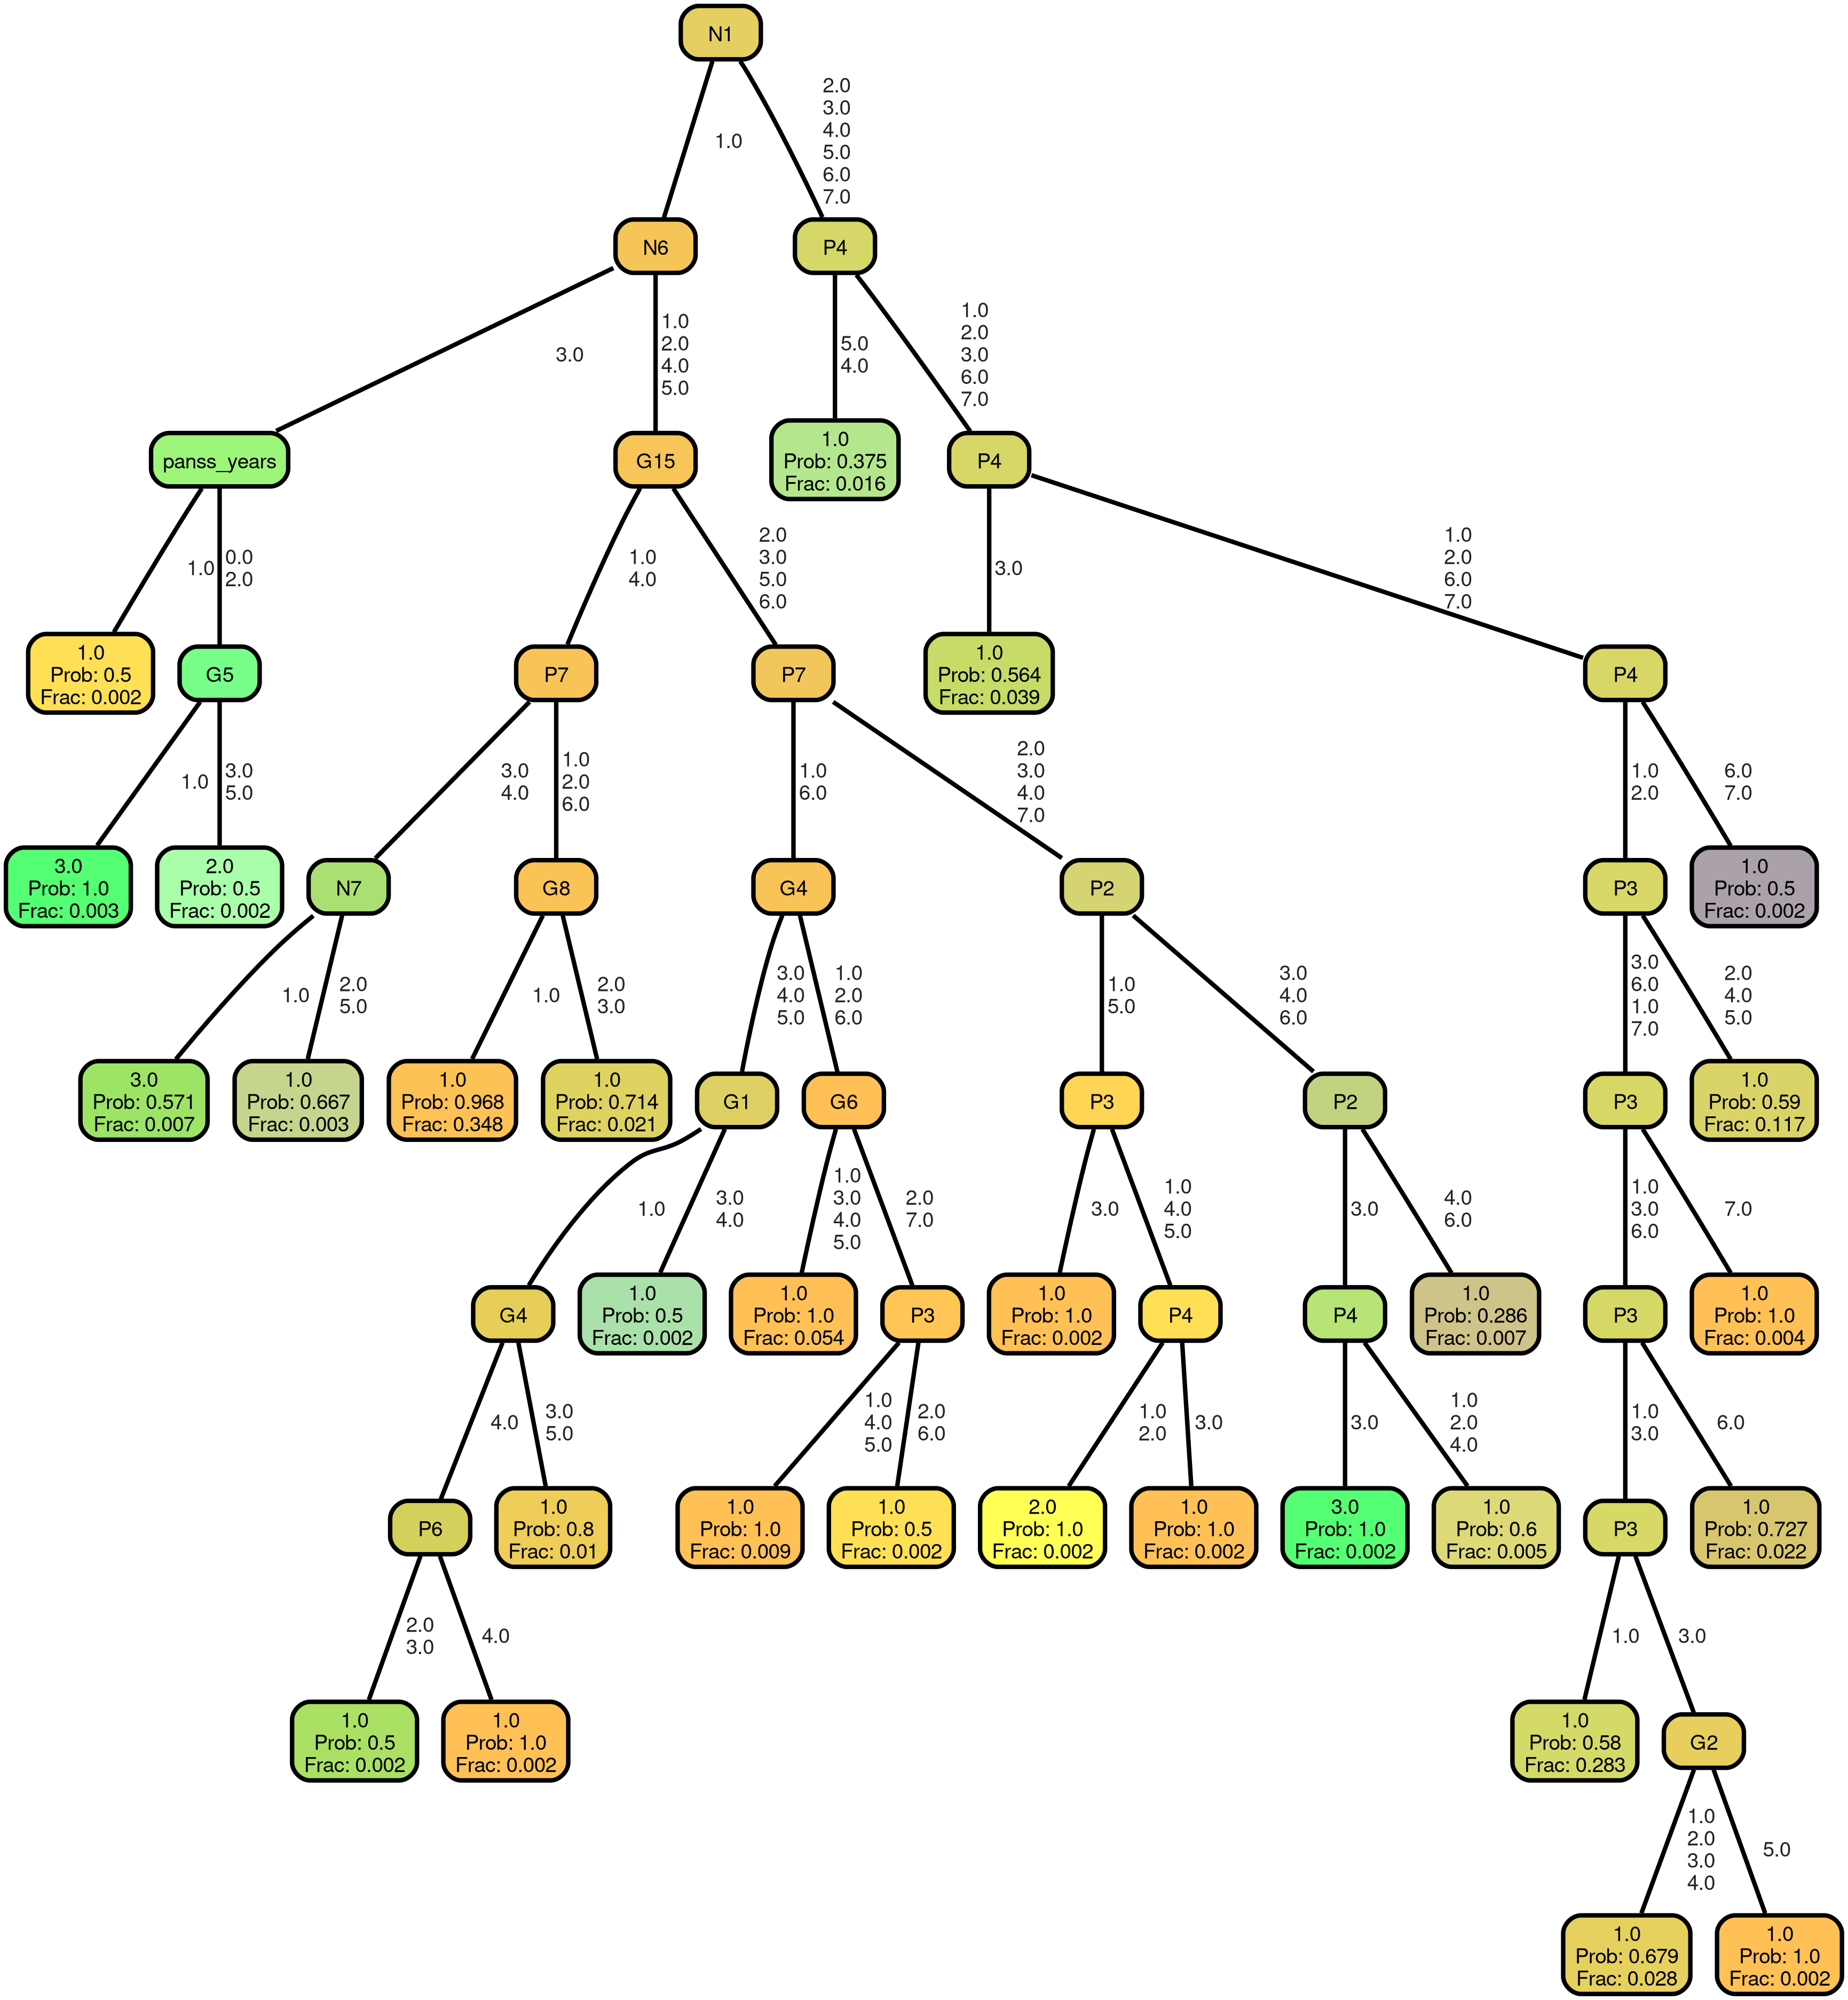 N1
1.0
2.0
3.0
4.0
5.0
6.0
7.0
N6
P4
3.0
1.0
2.0
4.0
5.0
5.0
4.0
1.0
2.0
3.0
6.0
7.0
panss_years
G15
1.0
Prob: 0.375
Frac: 0.016
P4
1.0
0.0
2.0
1.0
4.0
2.0
3.0
5.0
6.0
3.0
1.0
2.0
6.0
7.0
1.0
Prob: 0.5
Frac: 0.002
G5
P7
P7
1.0
Prob: 0.564
Frac: 0.039
P4
1.0
3.0
5.0
3.0
4.0
1.0
2.0
6.0
1.0
6.0
2.0
3.0
4.0
7.0
1.0
2.0
6.0
7.0
3.0
Prob: 1.0
Frac: 0.003
2.0
Prob: 0.5
Frac: 0.002
N7
G8
G4
P2
P3
1.0
Prob: 0.5
Frac: 0.002
1.0
2.0
5.0
1.0
2.0
3.0
3.0
4.0
5.0
1.0
2.0
6.0
1.0
5.0
3.0
4.0
6.0
3.0
6.0
1.0
7.0
2.0
4.0
5.0
3.0
Prob: 0.571
Frac: 0.007
1.0
Prob: 0.667
Frac: 0.003
1.0
Prob: 0.968
Frac: 0.348
1.0
Prob: 0.714
Frac: 0.021
G1
G6
P3
P2
P3
1.0
Prob: 0.59
Frac: 0.117
1.0
3.0
4.0
1.0
3.0
4.0
5.0
2.0
7.0
3.0
1.0
4.0
5.0
3.0
4.0
6.0
1.0
3.0
6.0
7.0
G4
1.0
Prob: 0.5
Frac: 0.002
1.0
Prob: 1.0
Frac: 0.054
P3
1.0
Prob: 1.0
Frac: 0.002
P4
P4
1.0
Prob: 0.286
Frac: 0.007
P3
1.0
Prob: 1.0
Frac: 0.004
4.0
3.0
5.0
1.0
4.0
5.0
2.0
6.0
1.0
2.0
3.0
3.0
1.0
2.0
4.0
1.0
3.0
6.0
P6
1.0
Prob: 0.8
Frac: 0.01
1.0
Prob: 1.0
Frac: 0.009
1.0
Prob: 0.5
Frac: 0.002
2.0
Prob: 1.0
Frac: 0.002
1.0
Prob: 1.0
Frac: 0.002
3.0
Prob: 1.0
Frac: 0.002
1.0
Prob: 0.6
Frac: 0.005
P3
1.0
Prob: 0.727
Frac: 0.022
2.0
3.0
4.0
1.0
3.0
1.0
Prob: 0.5
Frac: 0.002
1.0
Prob: 1.0
Frac: 0.002
1.0
Prob: 0.58
Frac: 0.283
G2
1.0
2.0
3.0
4.0
5.0
1.0
Prob: 0.679
Frac: 0.028
1.0
Prob: 1.0
Frac: 0.002